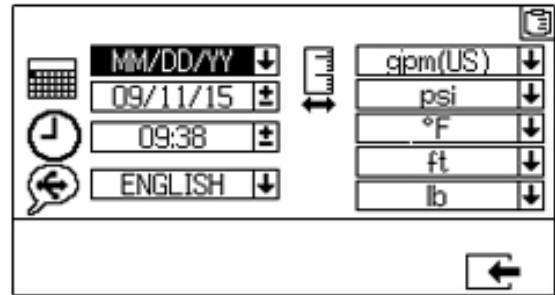 MM/DD/YY
09/11/15
09:38
ENGLISH
gpm(US)
psi
°F
ft
lb